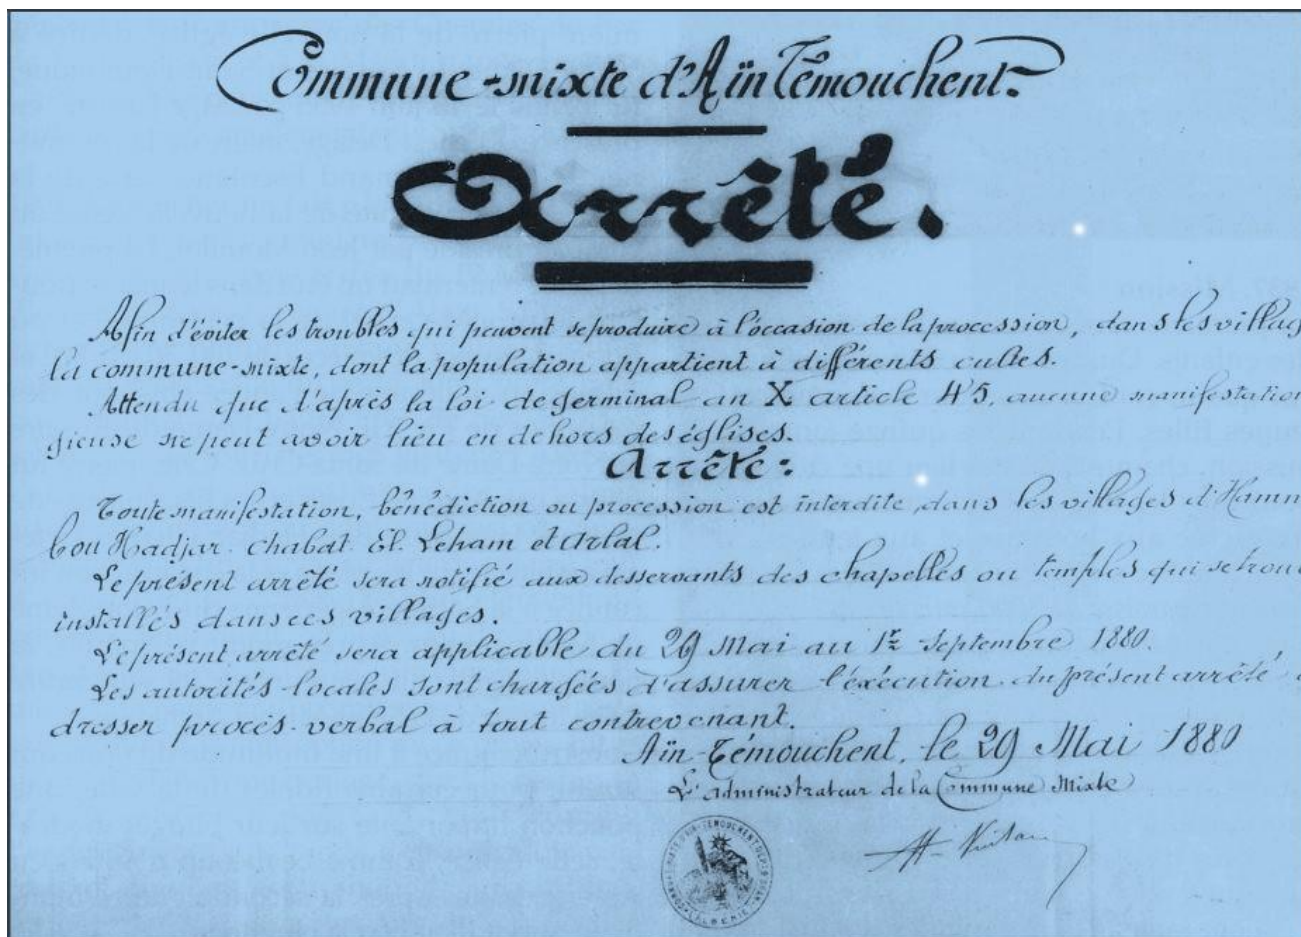 Commune-mixte d'Aïn Témouchent.
Arrêté.
Afin d'éviter les troubles qui peuvent se produire à l'occasion de la procession, dans les villag
la commune-mixte, dont la population appartient à différents cultes.
Attendu que d'après la loi de germinal an X article 45, aucune manifestation
gieuse ne peut avoir lieu en dehors des églises.
Arrêté:
Toute manifestation, bénédiction ou procession est interdite, dans les villages d'Hamm
bou Hadjar. Chabat. El. Leham et Arlal.
Le présent arrêté sera notifié aux desservants des chapelles ou temples qui se trou
installés dans ces villages.
Le présent arrêté sera applicable du 29 Mai au 1er Septembre 1880.
Les autorités locales sont chargées d'assurer l'éxécution du présent arrêté
dresser procès-verbal à tout contrevenant.
Aïn-Témouchent, le 29 Mai 1880
L'administrateur de la Commune Mixte